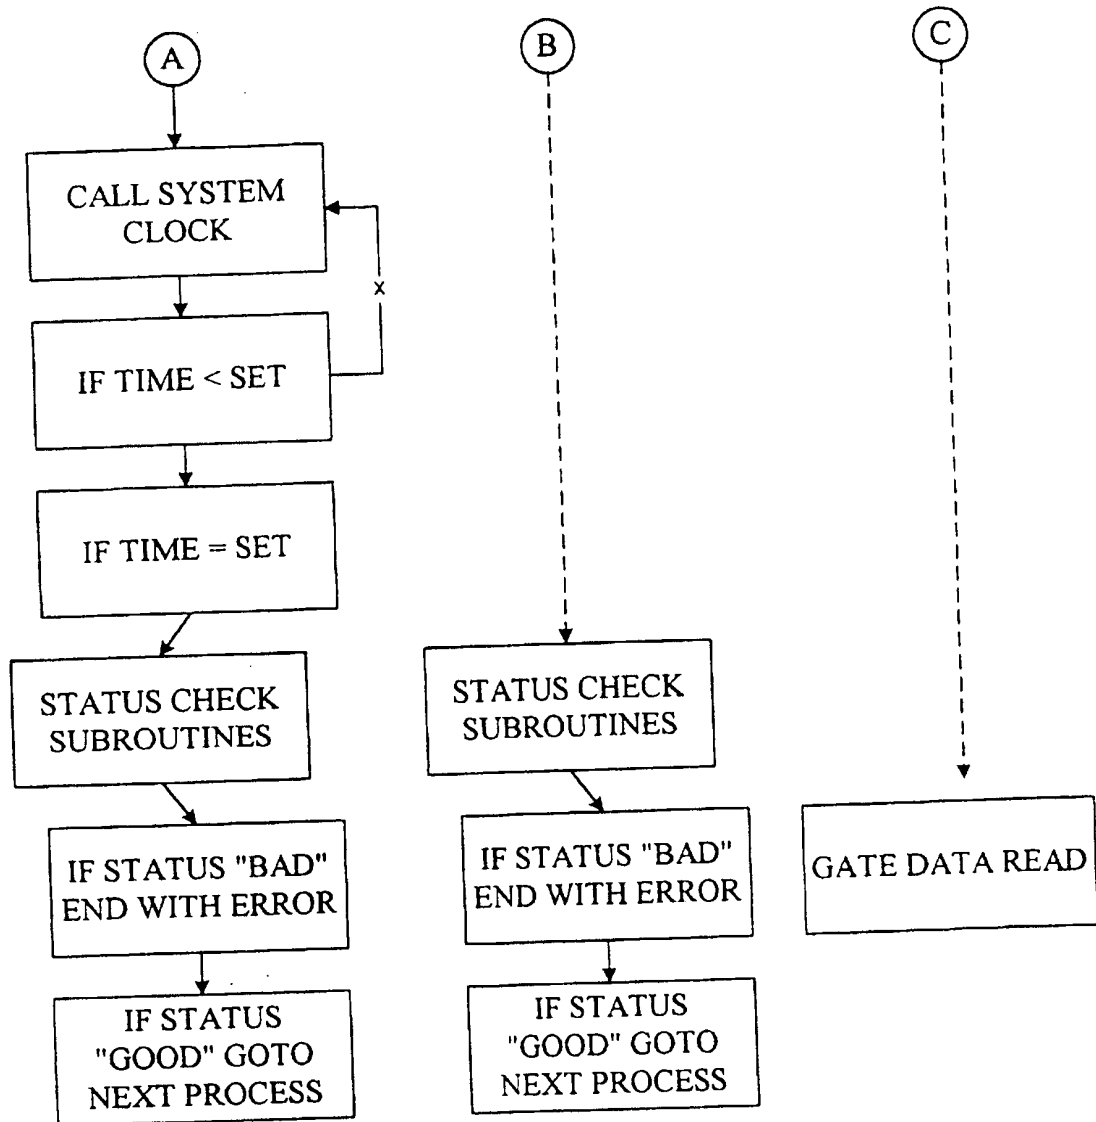 A
B
C
CALL SYSTEM
CLOCK
x
IF TIME < SET
IF TIME = SET
STATUS CHECK
SUBROUTINES
IF STATUS "BAD"
END WITH ERROR
IF STATUS
"GOOD" GOTO
NEXT PROCESS
STATUS CHECK
SUBROUTINES
IF STATUS "BAD"
END WITH ERROR
IF STATUS
"GOOD" GOTO
NEXT PROCESS
GATE DATA READ